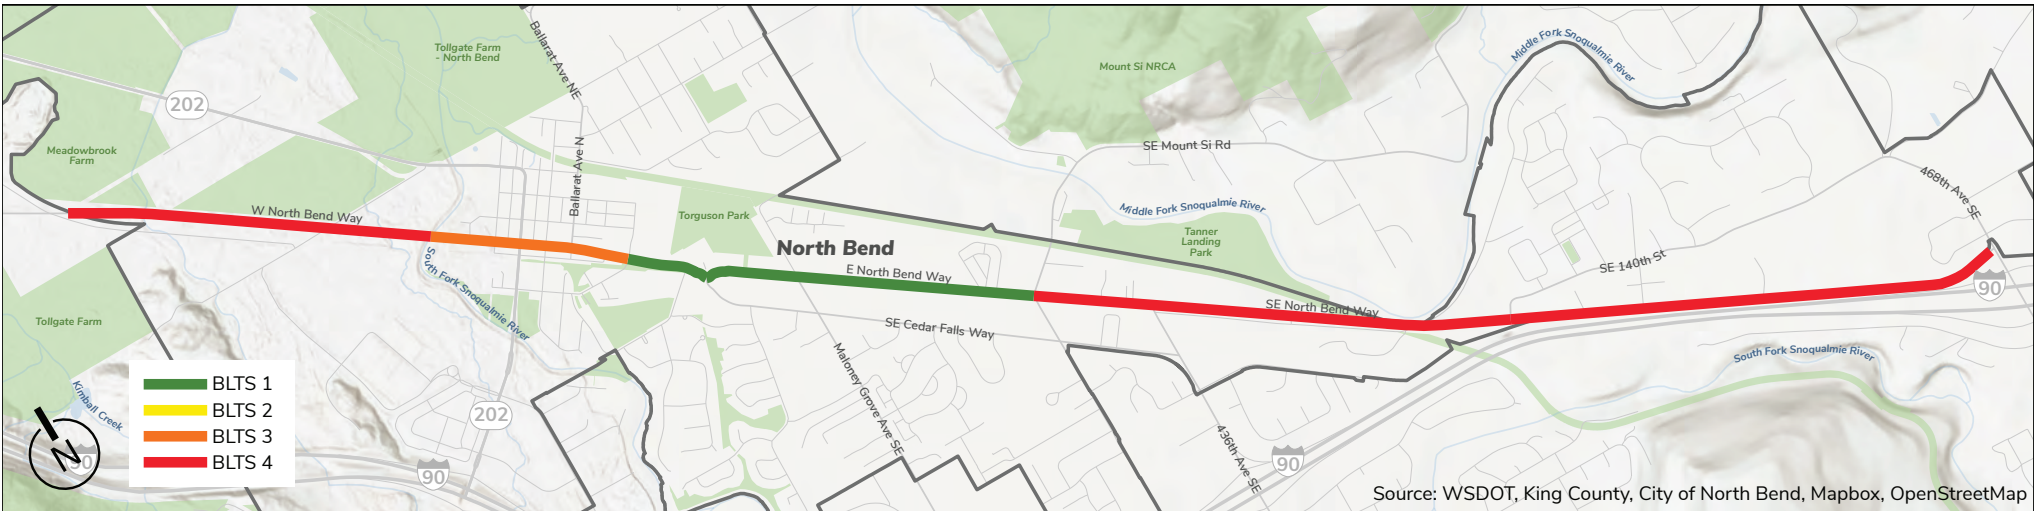 Tollgate Farm
- North Bend
Ballarat Ave NE
Mount Si NRCA
Middle Fork Snoqualmie River
202
Meadowbrook
Farm
Ballarat Ave N
SE Mount Si Rd
468th Ave SE
W North Bend Way
Torguson Park
Middle Fork Snoqualmie River
Tanner
Landing
Park
North Bend
E North Bend Way
SE 140th St
90
South Fork Snoqualmie River
SE North Bend Way
Tollgate Farm
SE Cedar Falls Way
South Fork Snoqualmie River
Maloney Grove Ave SE
Kimball Creek
BLTS 1
BLTS 2
BLTS 3
BLTS 4
202
436th Ave SE
N
90
90
90
Source: WSDOT, King County, City of North Bend, Mapbox, OpenStreetMap